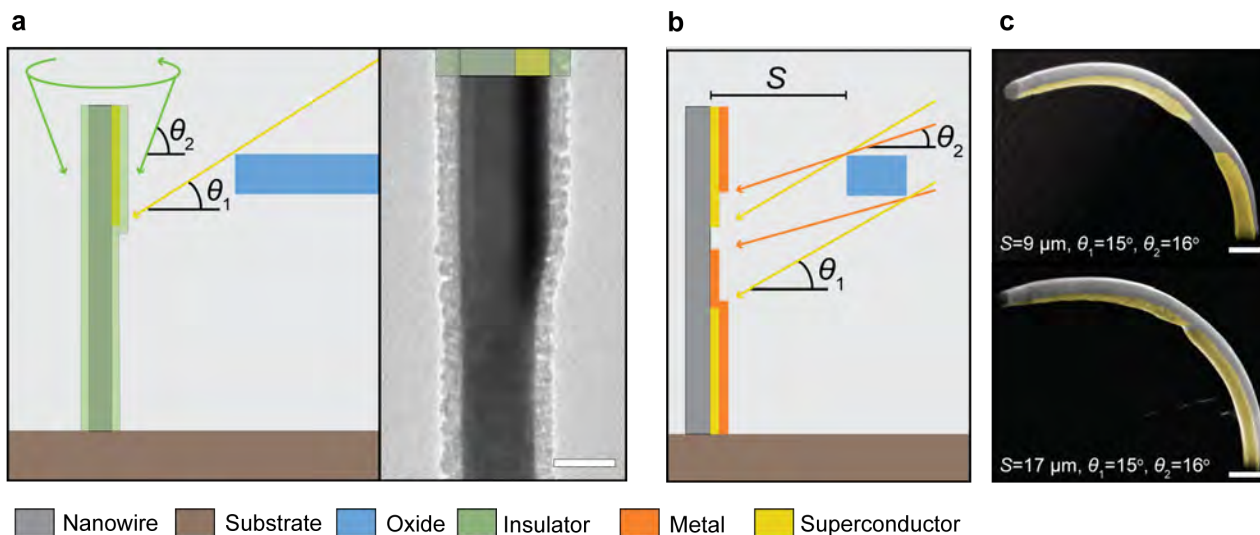 a
b
c
θ2
θ1
S
θ2
θ1
S=9 μm, θ1=15°, θ2=16°
S=17 μm, θ1=15°, θ2=16°
Nanowire
Substrate
Oxide
Insulator
Metal
Superconductor